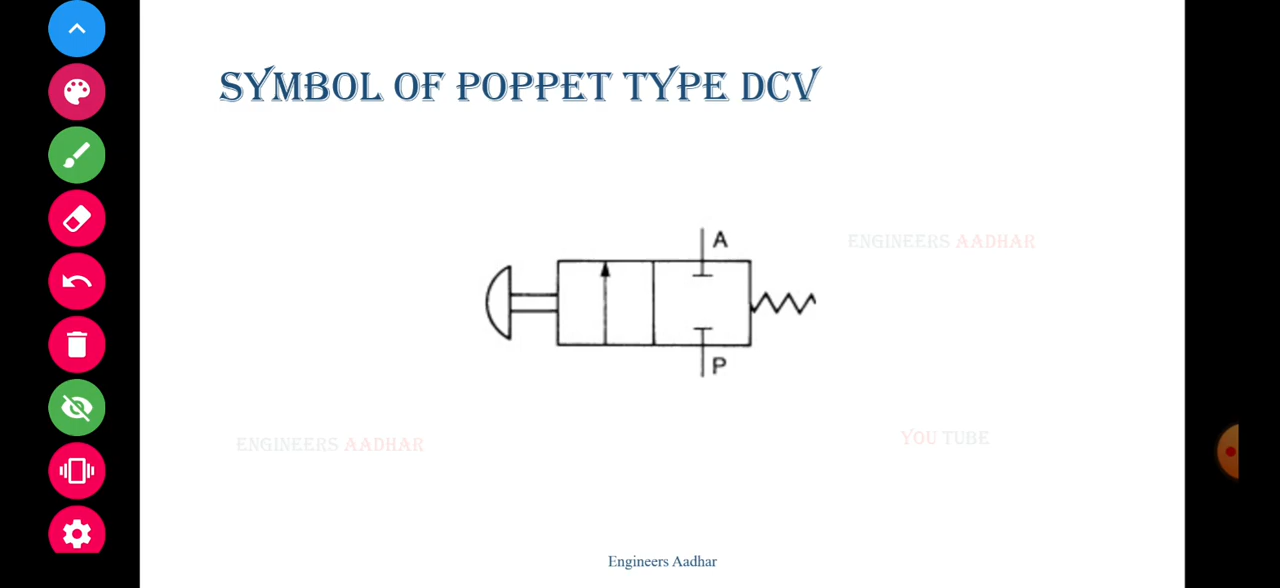 SYMBOL OF POPPET TYPE DCV
A
ENGINEERS AADHAR
P
ENGINEERS AADHAR
YOU TUBE
Engineers Aadhar